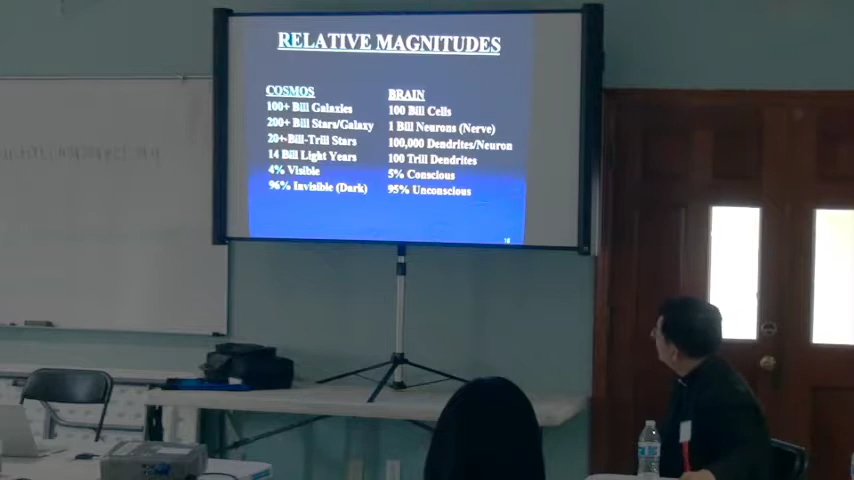 RELATIVE MAGNITUDES
COSMOS
100+ Bill Galaxies
200+ Bill Stars/Galaxy
20+-Bill-Trill Stars
14 Bill Light Years
4% Visible
96% Invisible (Dark)
BRAIN
100 Bill Cells
1 Bill Neurons (Nerve)
100,000 Dendrites/Neuron
100 Trill Dendrites
5% Conscious
95% Unconscious